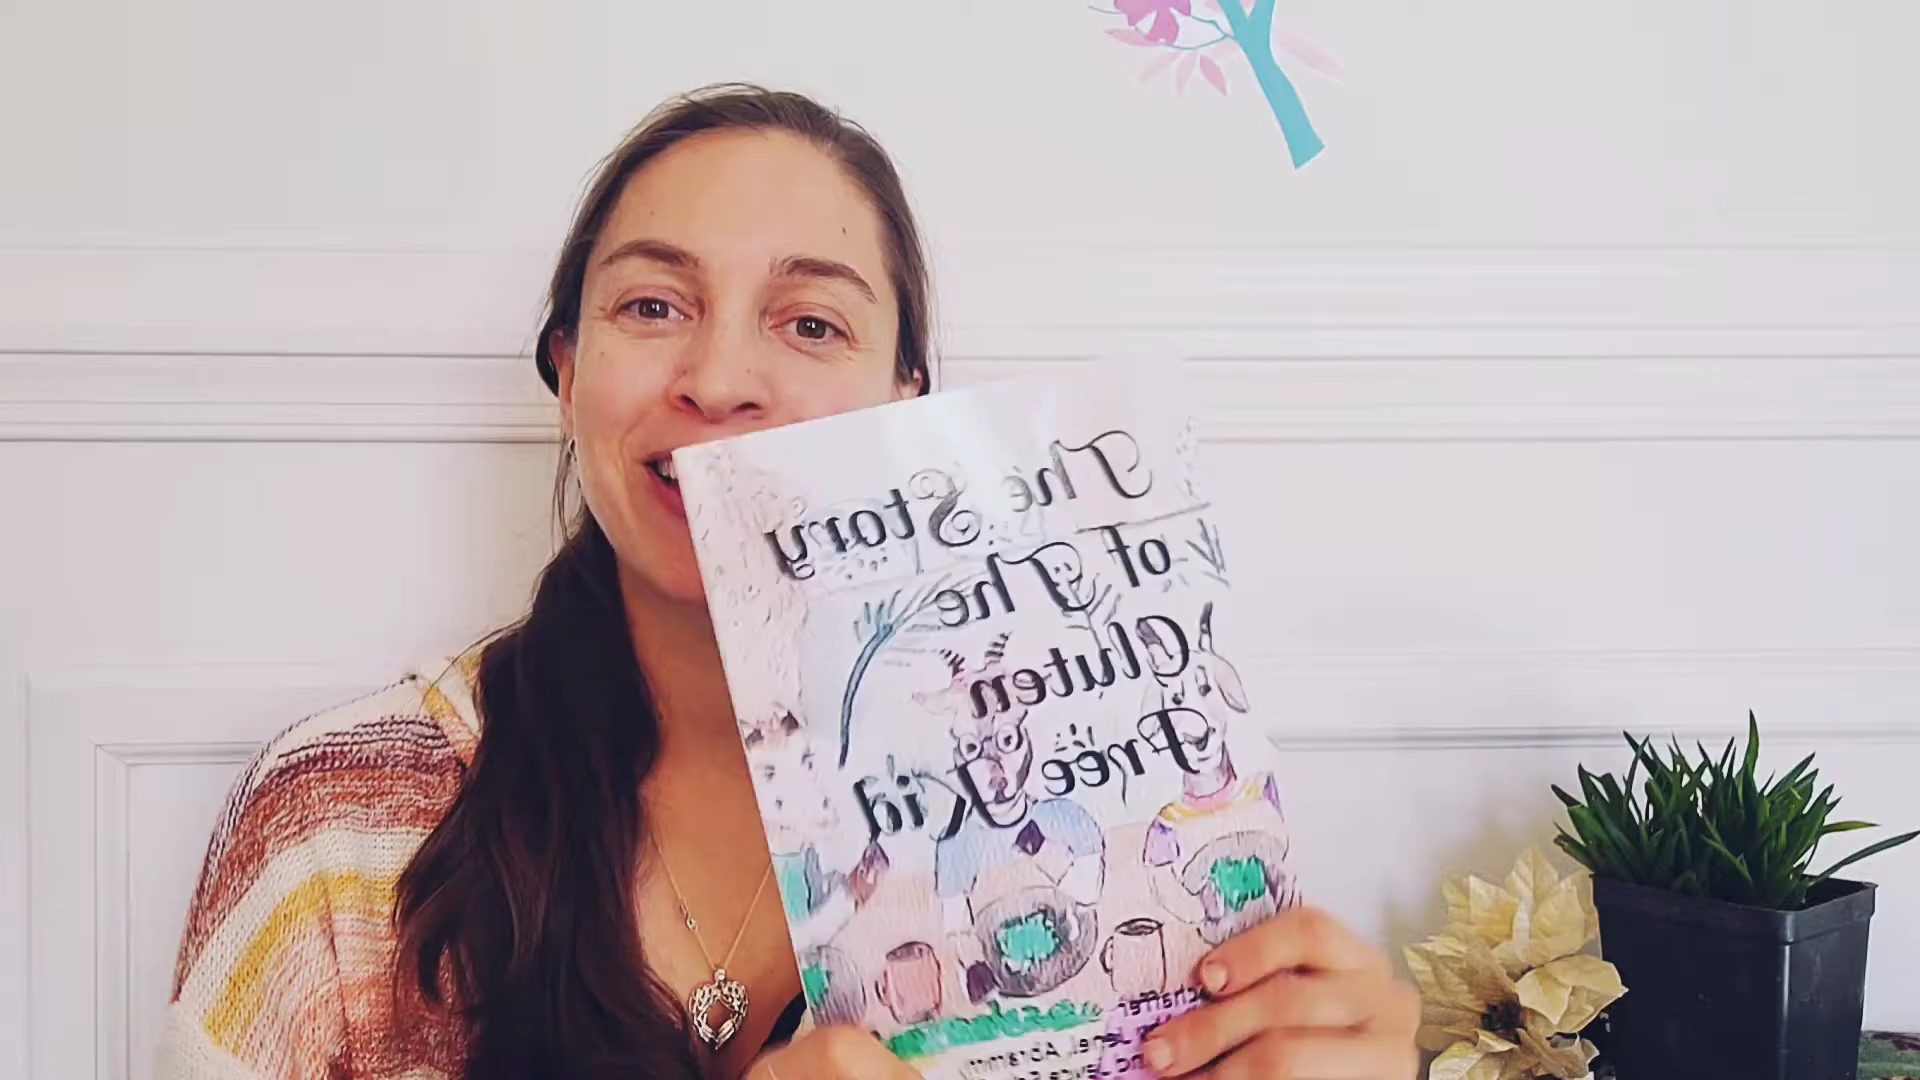 The Story
of The
Gluten
Free Kid